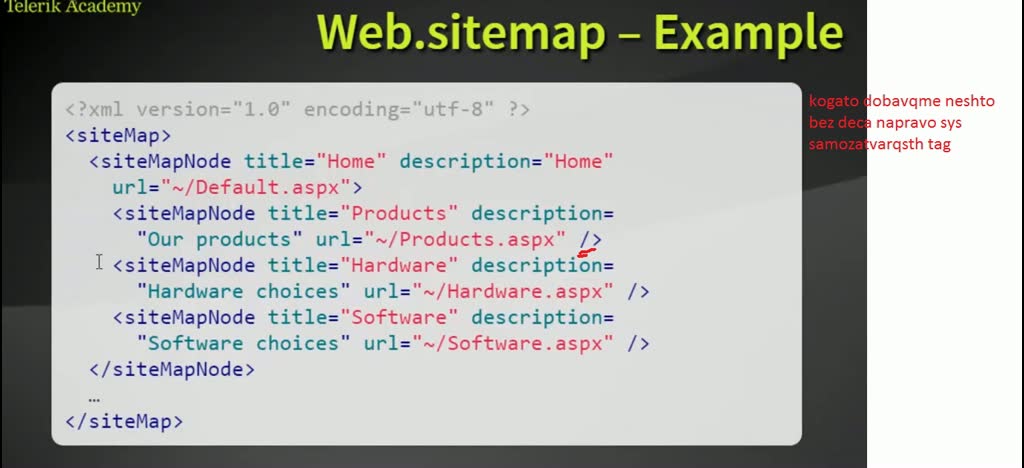 Telerik Academy
Web.sitemap – Example
<?xml version="1.0" encoding="utf-8" ?>
<siteMap>
<siteMapNode title="Home" description="Home"
url="~/Default.aspx">
<siteMapNode title="Products" description=
"Our products" url="~/Products.aspx" />
<siteMapNode title="Hardware" description=
"Hardware choices" url="~/Hardware.aspx" />
<siteMapNode title="Software" description=
"Software choices" url="~/Software.aspx" />
</siteMapNode>
…
</siteMap>
kogato dobavqme neshto
bez deca napravo sys
samozatvarqsth tag